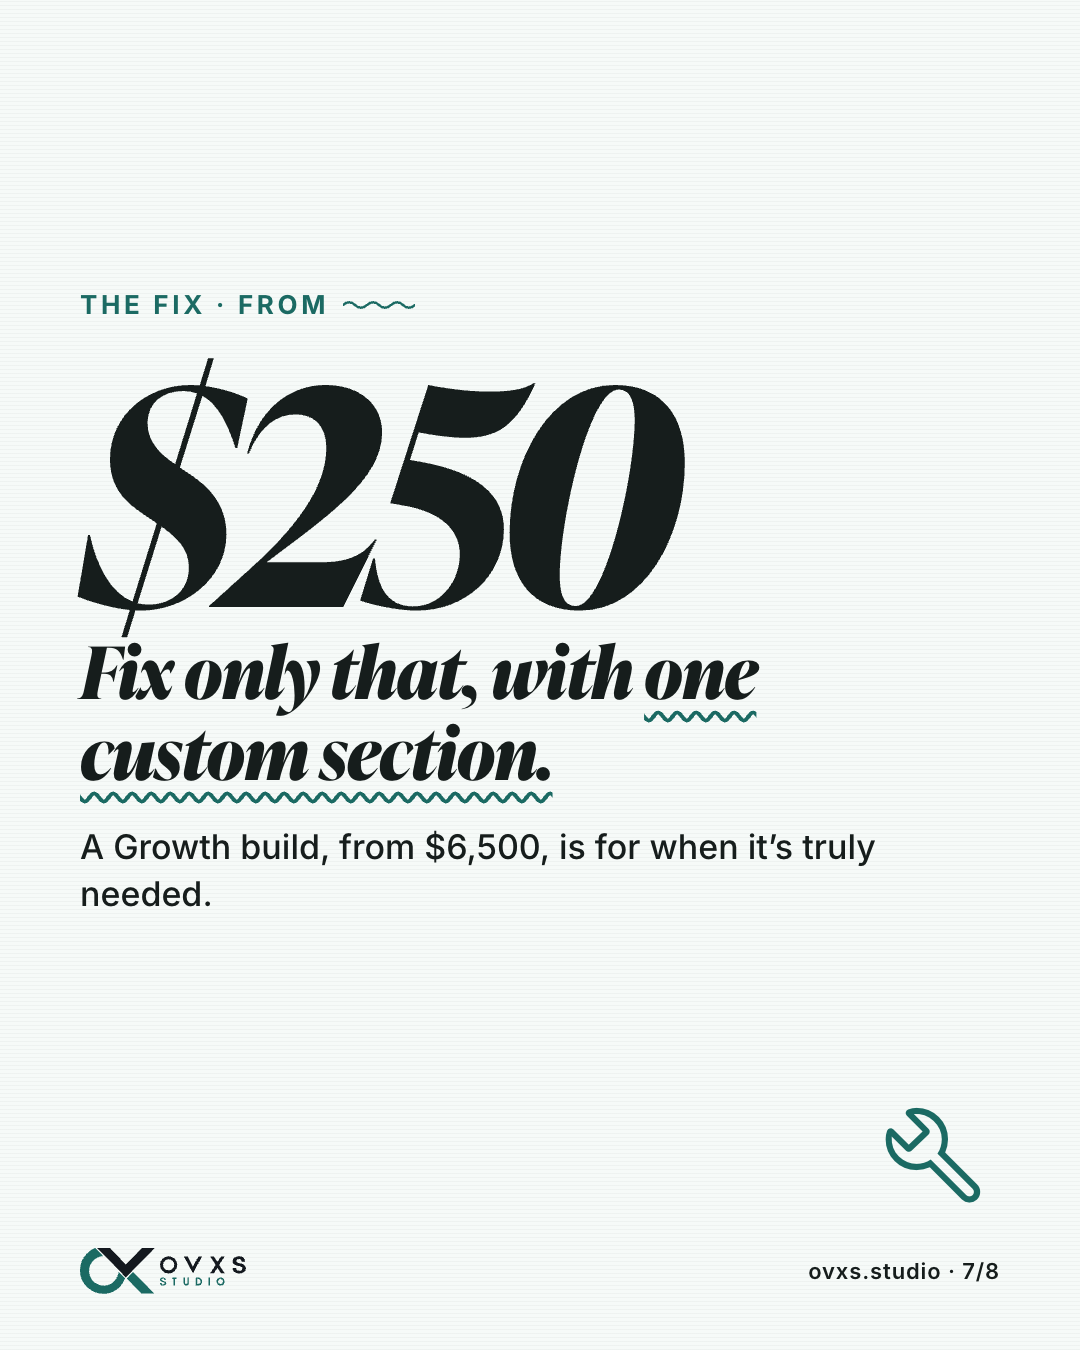 THE FIX · FROM
$250
Fix only that, with one
custom section.
A Growth build, from $6,500, is for when it’s truly
needed.
OVXS
STUDIO
ovxs.studio · 7/8